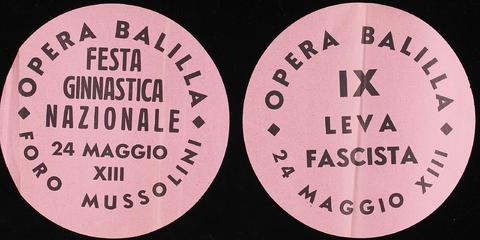 OPERA BALILLA
FESTA
GINNASTICA
NAZIONALE
24 MAGGIO
XIII
FORO MUSSOLINI
OPERA BALILLA
IX
LEVA
FASCISTA
24 MAGGIO XIII